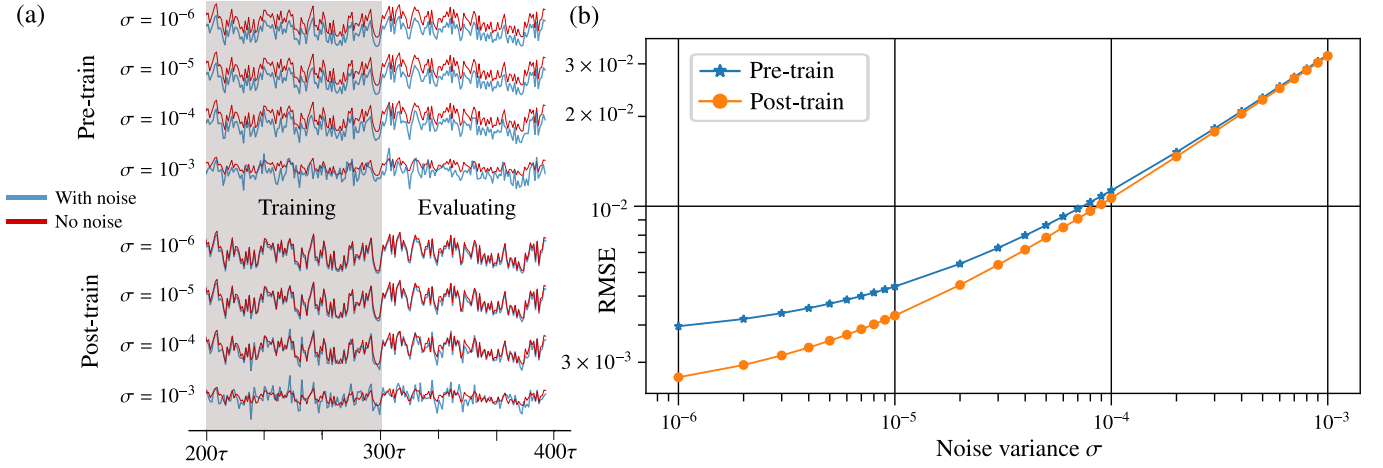 (a)
σ = 10⁻⁶
σ = 10⁻⁵
σ = 10⁻⁴
σ = 10⁻³
Pre-train
With noise
No noise
Training
Evaluating
σ = 10⁻⁶
σ = 10⁻⁵
σ = 10⁻⁴
σ = 10⁻³
Post-train
200τ
300τ
400τ
(b)
Pre-train
Post-train
3 × 10⁻²
2 × 10⁻²
10⁻²
3 × 10⁻³
RMSE
10⁻⁶
10⁻⁵
10⁻⁴
10⁻³
Noise variance σ